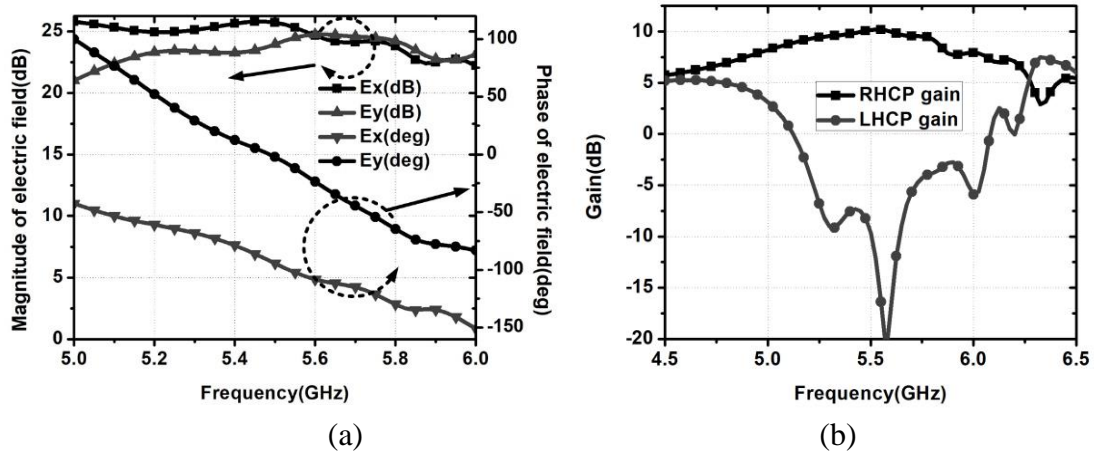 Magnitude of electric field(dB)
25
20
15
10
5
0
Ex(dB)
Ey(dB)
Ex(deg)
Ey(deg)
100
50
0
-50
-100
-150
Phase of electric field(deg)
5.0 5.2 5.4 5.6 5.8 6.0
Frequency(GHz)
(a)
Gain(dB)
10
5
0
-5
-10
-15
-20
RHCP gain
LHCP gain
4.5 5.0 5.5 6.0 6.5
Frequency(GHz)
(b)